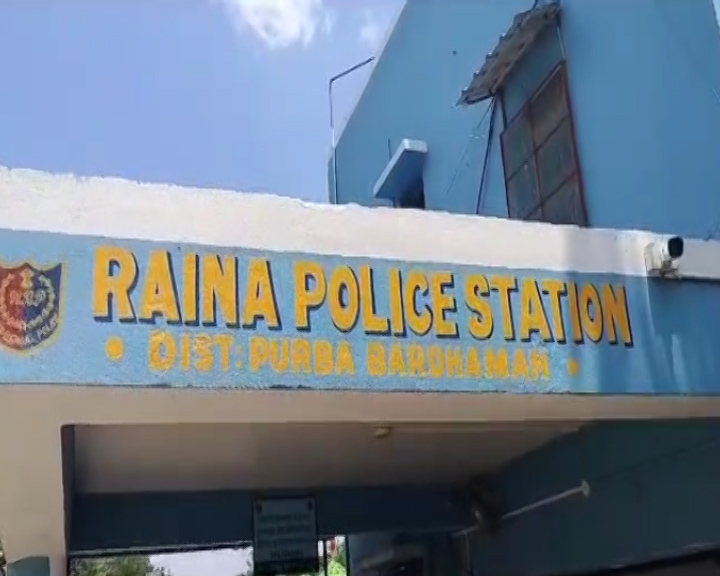 RAINA POLICE STATION
• DIST: PURBA BARDHAMAN •